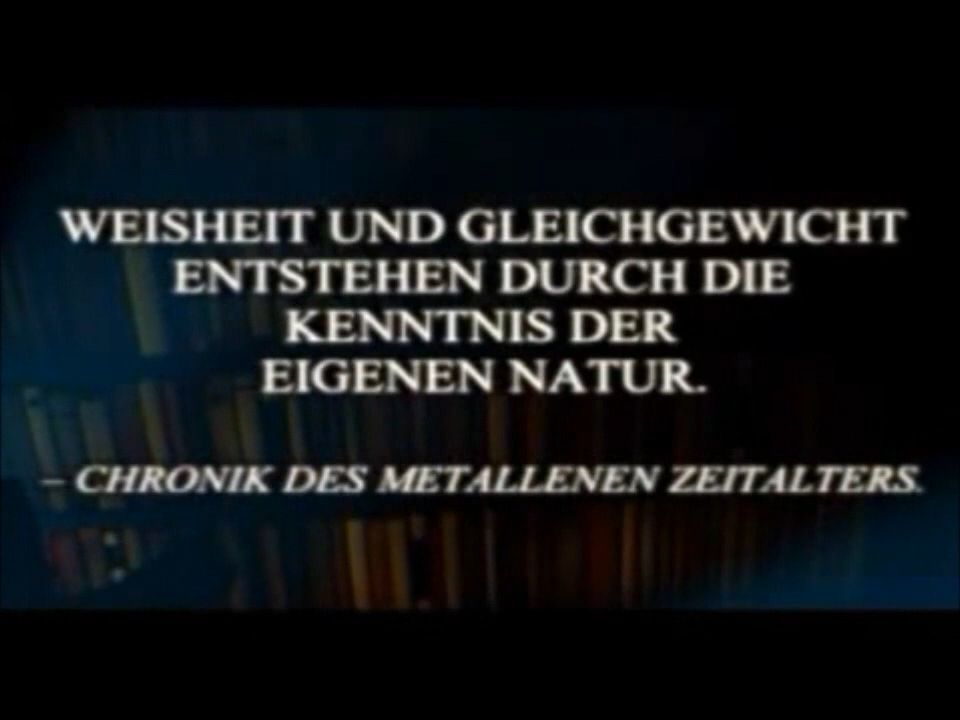 WEISHEIT UND GLEICHGEWICHT
ENTSTEHEN DURCH DIE
KENNTNIS DER
EIGENEN NATUR.
– CHRONIK DES METALLENEN ZEITALTERS.